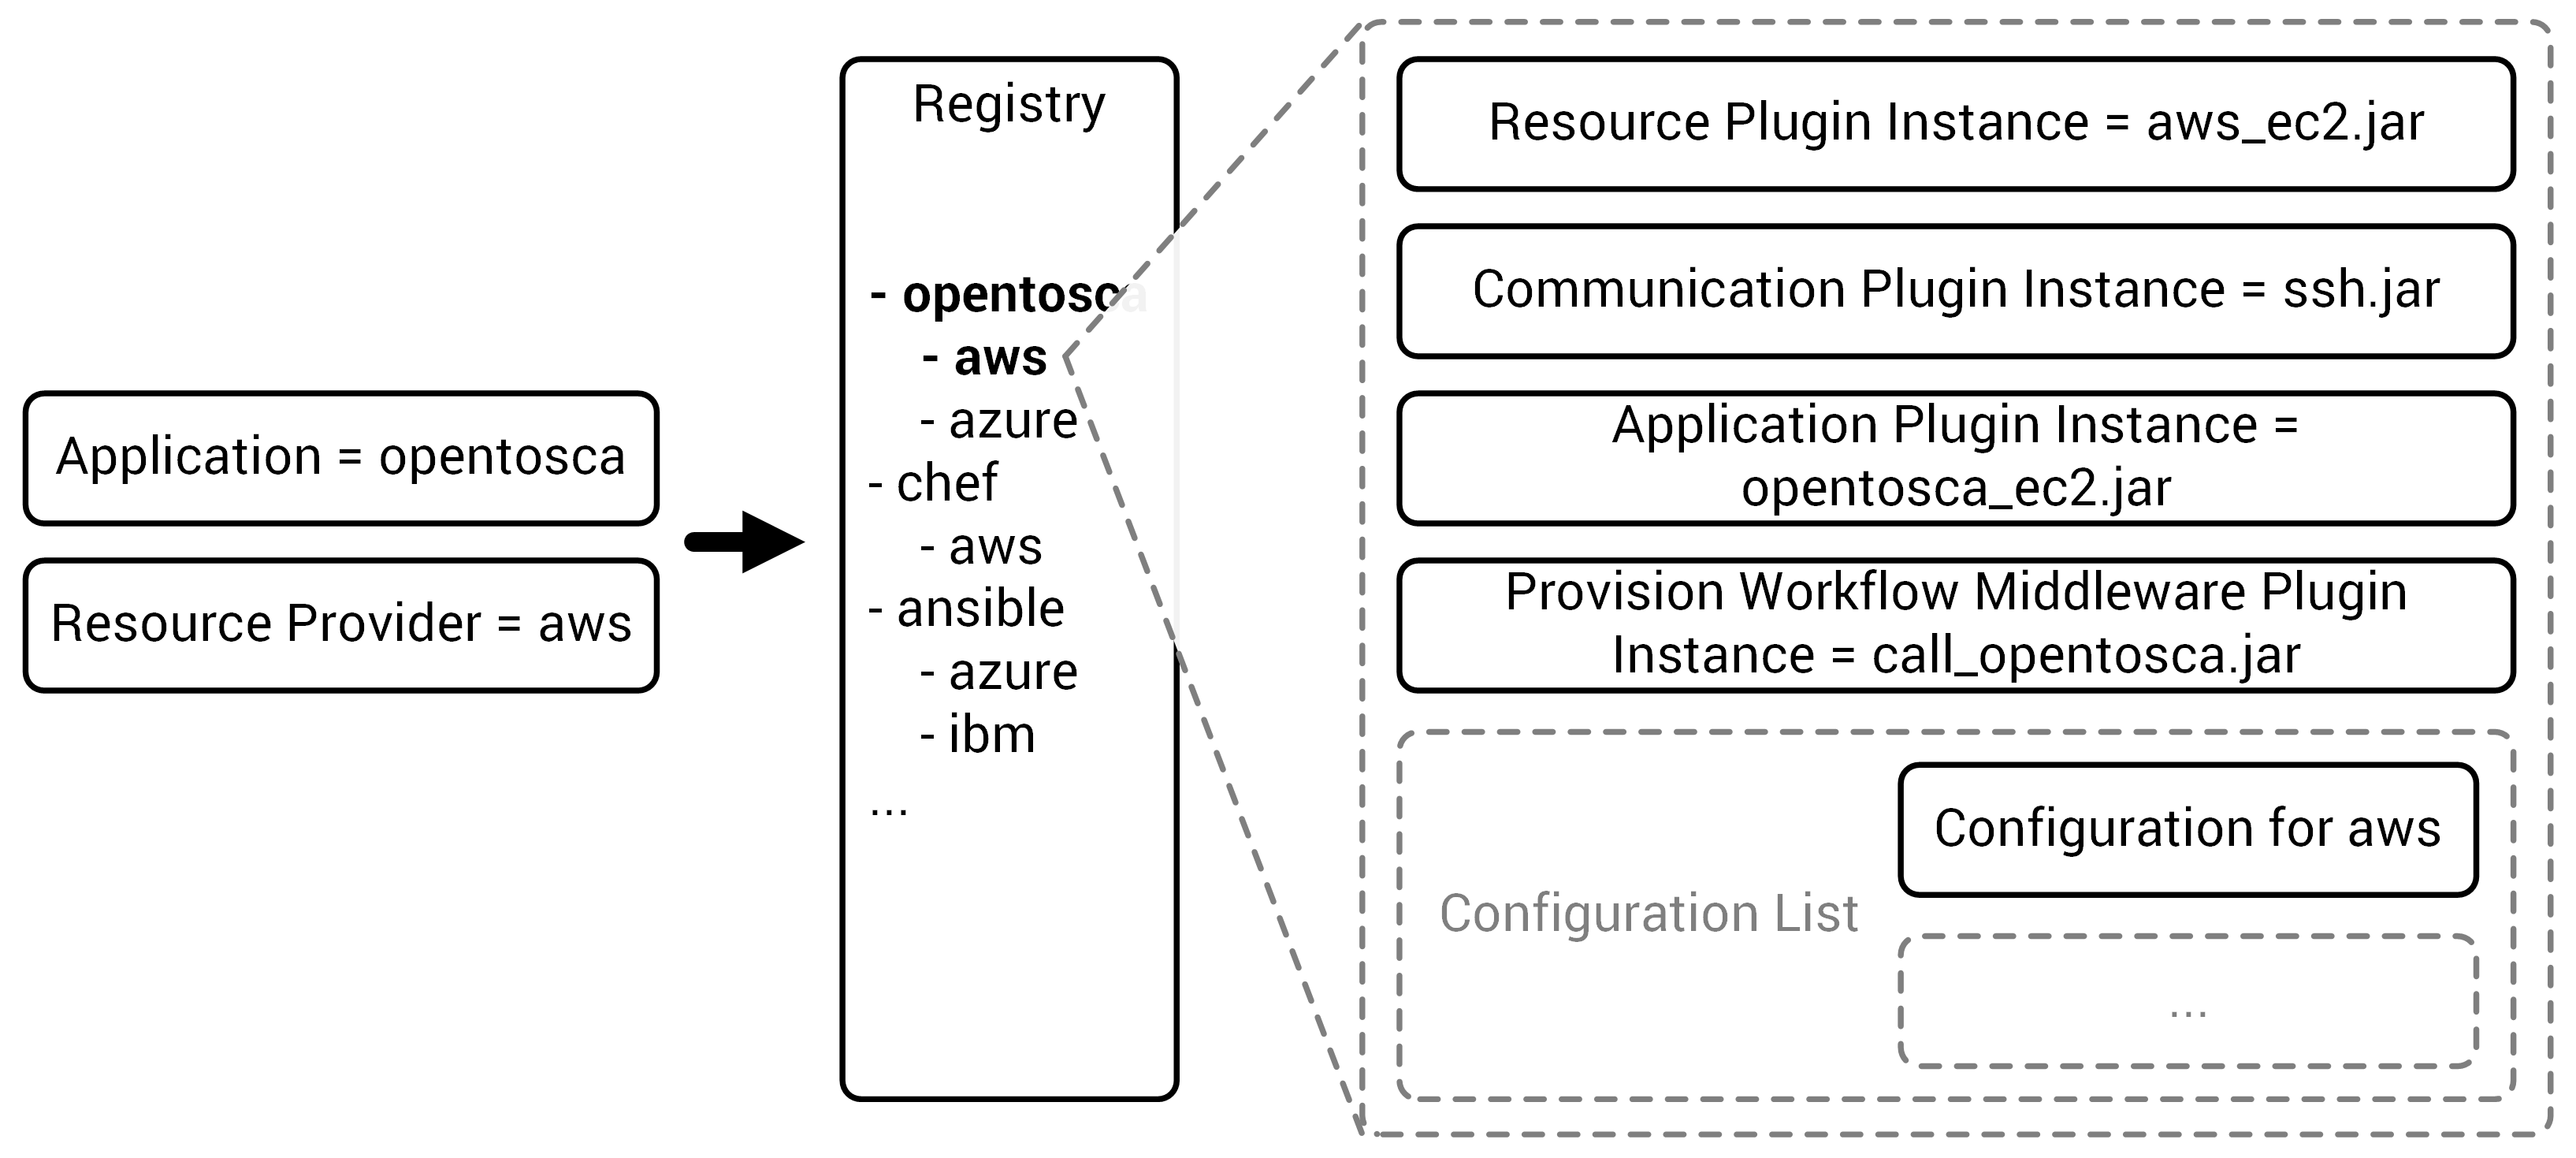 Application = opentosca
Resource Provider = aws
Registry
- opentosca
- aws
- azure
- chef
- aws
- ansible
- azure
- ibm
...
Resource Plugin Instance = aws_ec2.jar
Communication Plugin Instance = ssh.jar
Application Plugin Instance =
opentosca_ec2.jar
Provision Workflow Middleware Plugin
Instance = call_opentosca.jar
Configuration List
Configuration for aws
...